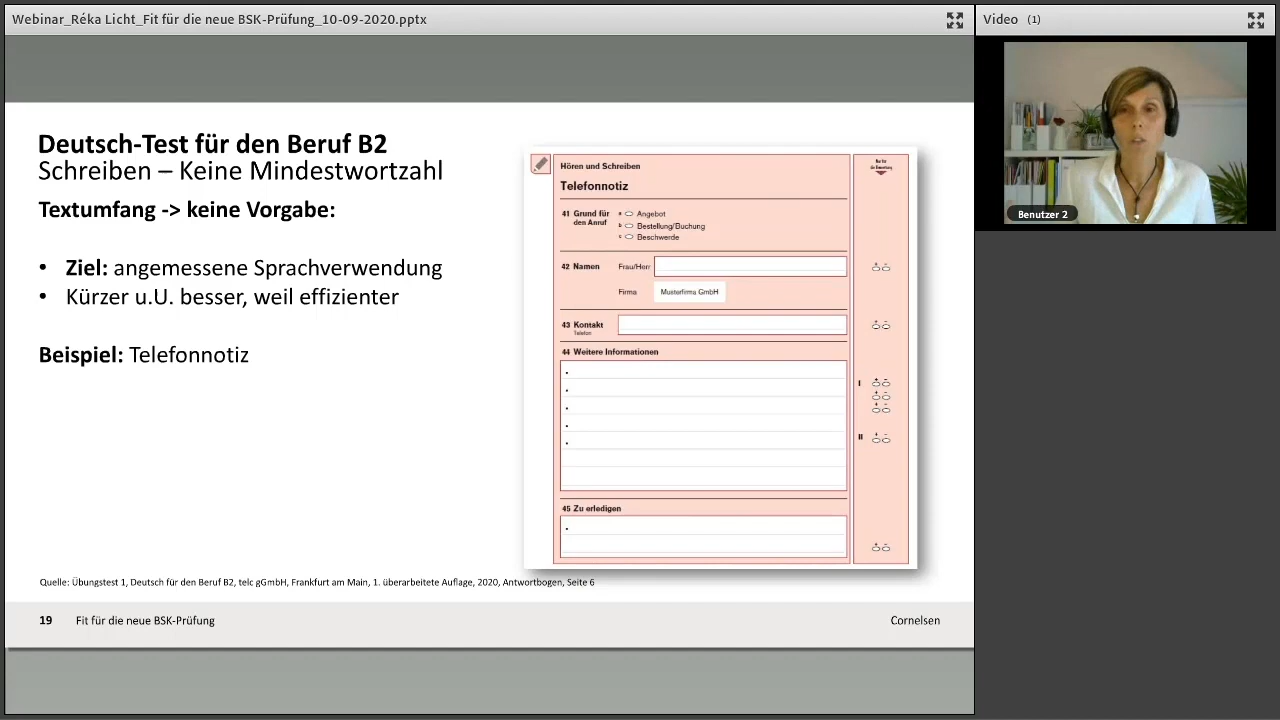 Webinar_Réka Licht_Fit für die neue BSK-Prüfung_10-09-2020.pptx
Video (1)
Benutzer 2
Deutsch-Test für den Beruf B2
Schreiben – Keine Mindestwortzahl
Textumfang -> keine Vorgabe:
• Ziel: angemessene Sprachverwendung
• Kürzer u.U. besser, weil effizienter
Beispiel: Telefonnotiz
Hören und Schreiben
Telefonnotiz
41 Grund für
den Anruf
a Angebot
b Bestellung/Buchung
c Beschwerde
42 Namen Frau/Herr
Firma Musterfirma GmbH
43 Kontakt
Telefon
44 Weitere Informationen
I
II
45 Zu erledigen
Quelle: Übungstest 1, Deutsch für den Beruf B2, telc gGmbH, Frankfurt am Main, 1. überarbeitete Auflage, 2020, Antwortbogen, Seite 6
19 Fit für die neue BSK-Prüfung Cornelsen